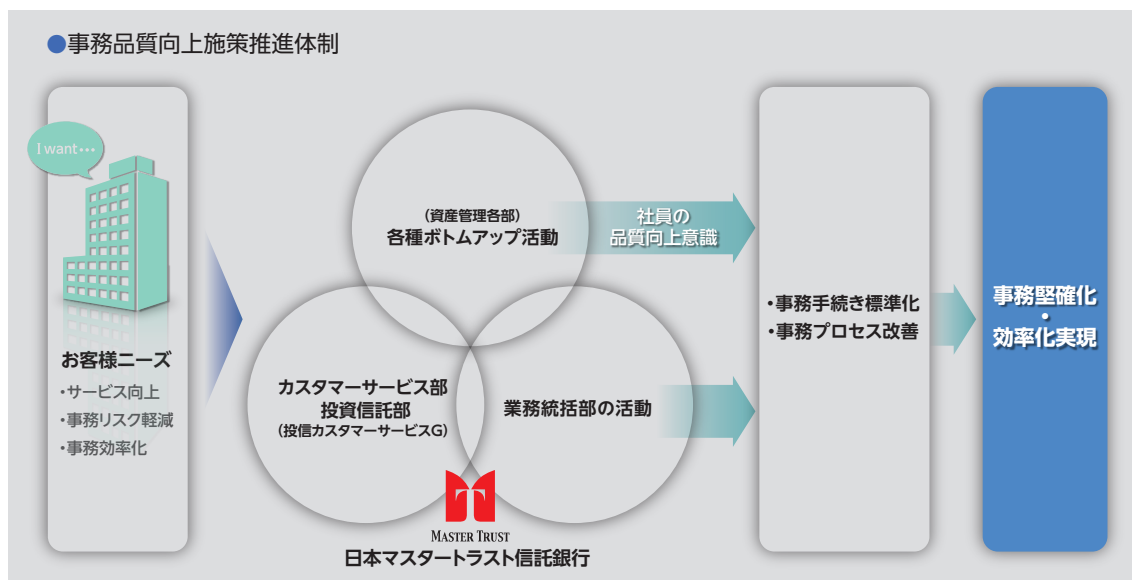 ●事務品質向上施策推進体制
I want…
お客様ニーズ
・サービス向上
・事務リスク軽減
・事務効率化
（資産管理各部）
各種ボトムアップ活動
カスタマーサービス部
投資信託部
（投信カスタマーサービスG）
業務統括部の活動
MASTER TRUST
日本マスタートラスト信託銀行
社員の
品質向上意識
・事務手続き標準化
・事務プロセス改善
事務堅確化
・
効率化実現